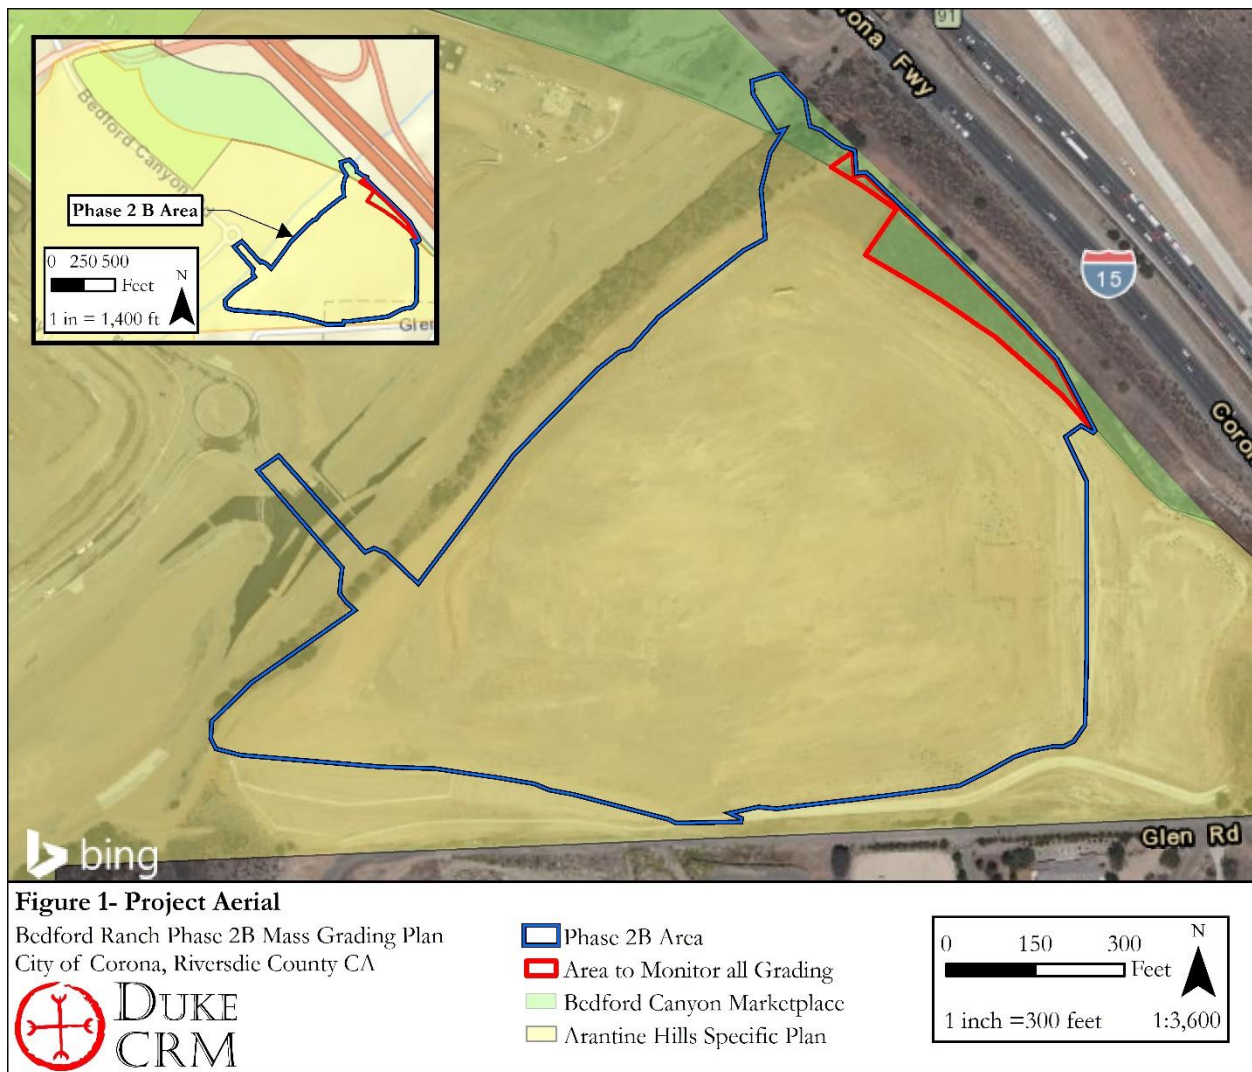 91
rona Fwy
Bedford Canyon
Phase 2 B Area
0 250 500
Feet
N
1 in = 1,400 ft
Glen
15
Coron
Glen Rd
bing
Figure 1- Project Aerial
Bedford Ranch Phase 2B Mass Grading Plan
City of Corona, Riversdie County CA
DUKE
CRM
Phase 2B Area
Area to Monitor all Grading
Bedford Canyon Marketplace
Arantine Hills Specific Plan
0 150 300
Feet
N
1 inch =300 feet 1:3,600